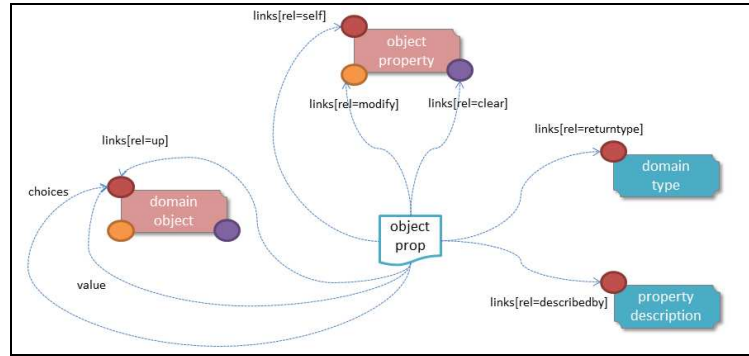 links[rel=self]
object
property
links[rel=modify]
links[rel=clear]
links[rel=up]
links[rel=returntype]
domain
type
choices
domain
object
object
prop
value
links[rel=describedby]
property
description